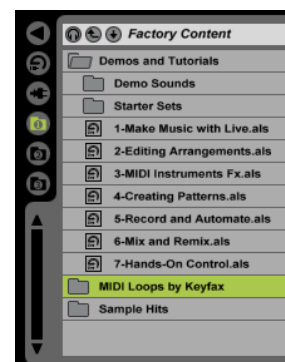 Factory Content
Demos and Tutorials
Demo Sounds
Starter Sets
1-Make Music with Live.als
2-Editing Arrangements.als
3-MIDI Instruments Fx.als
4-Creating Patterns.als
5-Record and Automate.als
6-Mix and Remix.als
7-Hands-On Control.als
MIDI Loops by Keyfax
Sample Hits